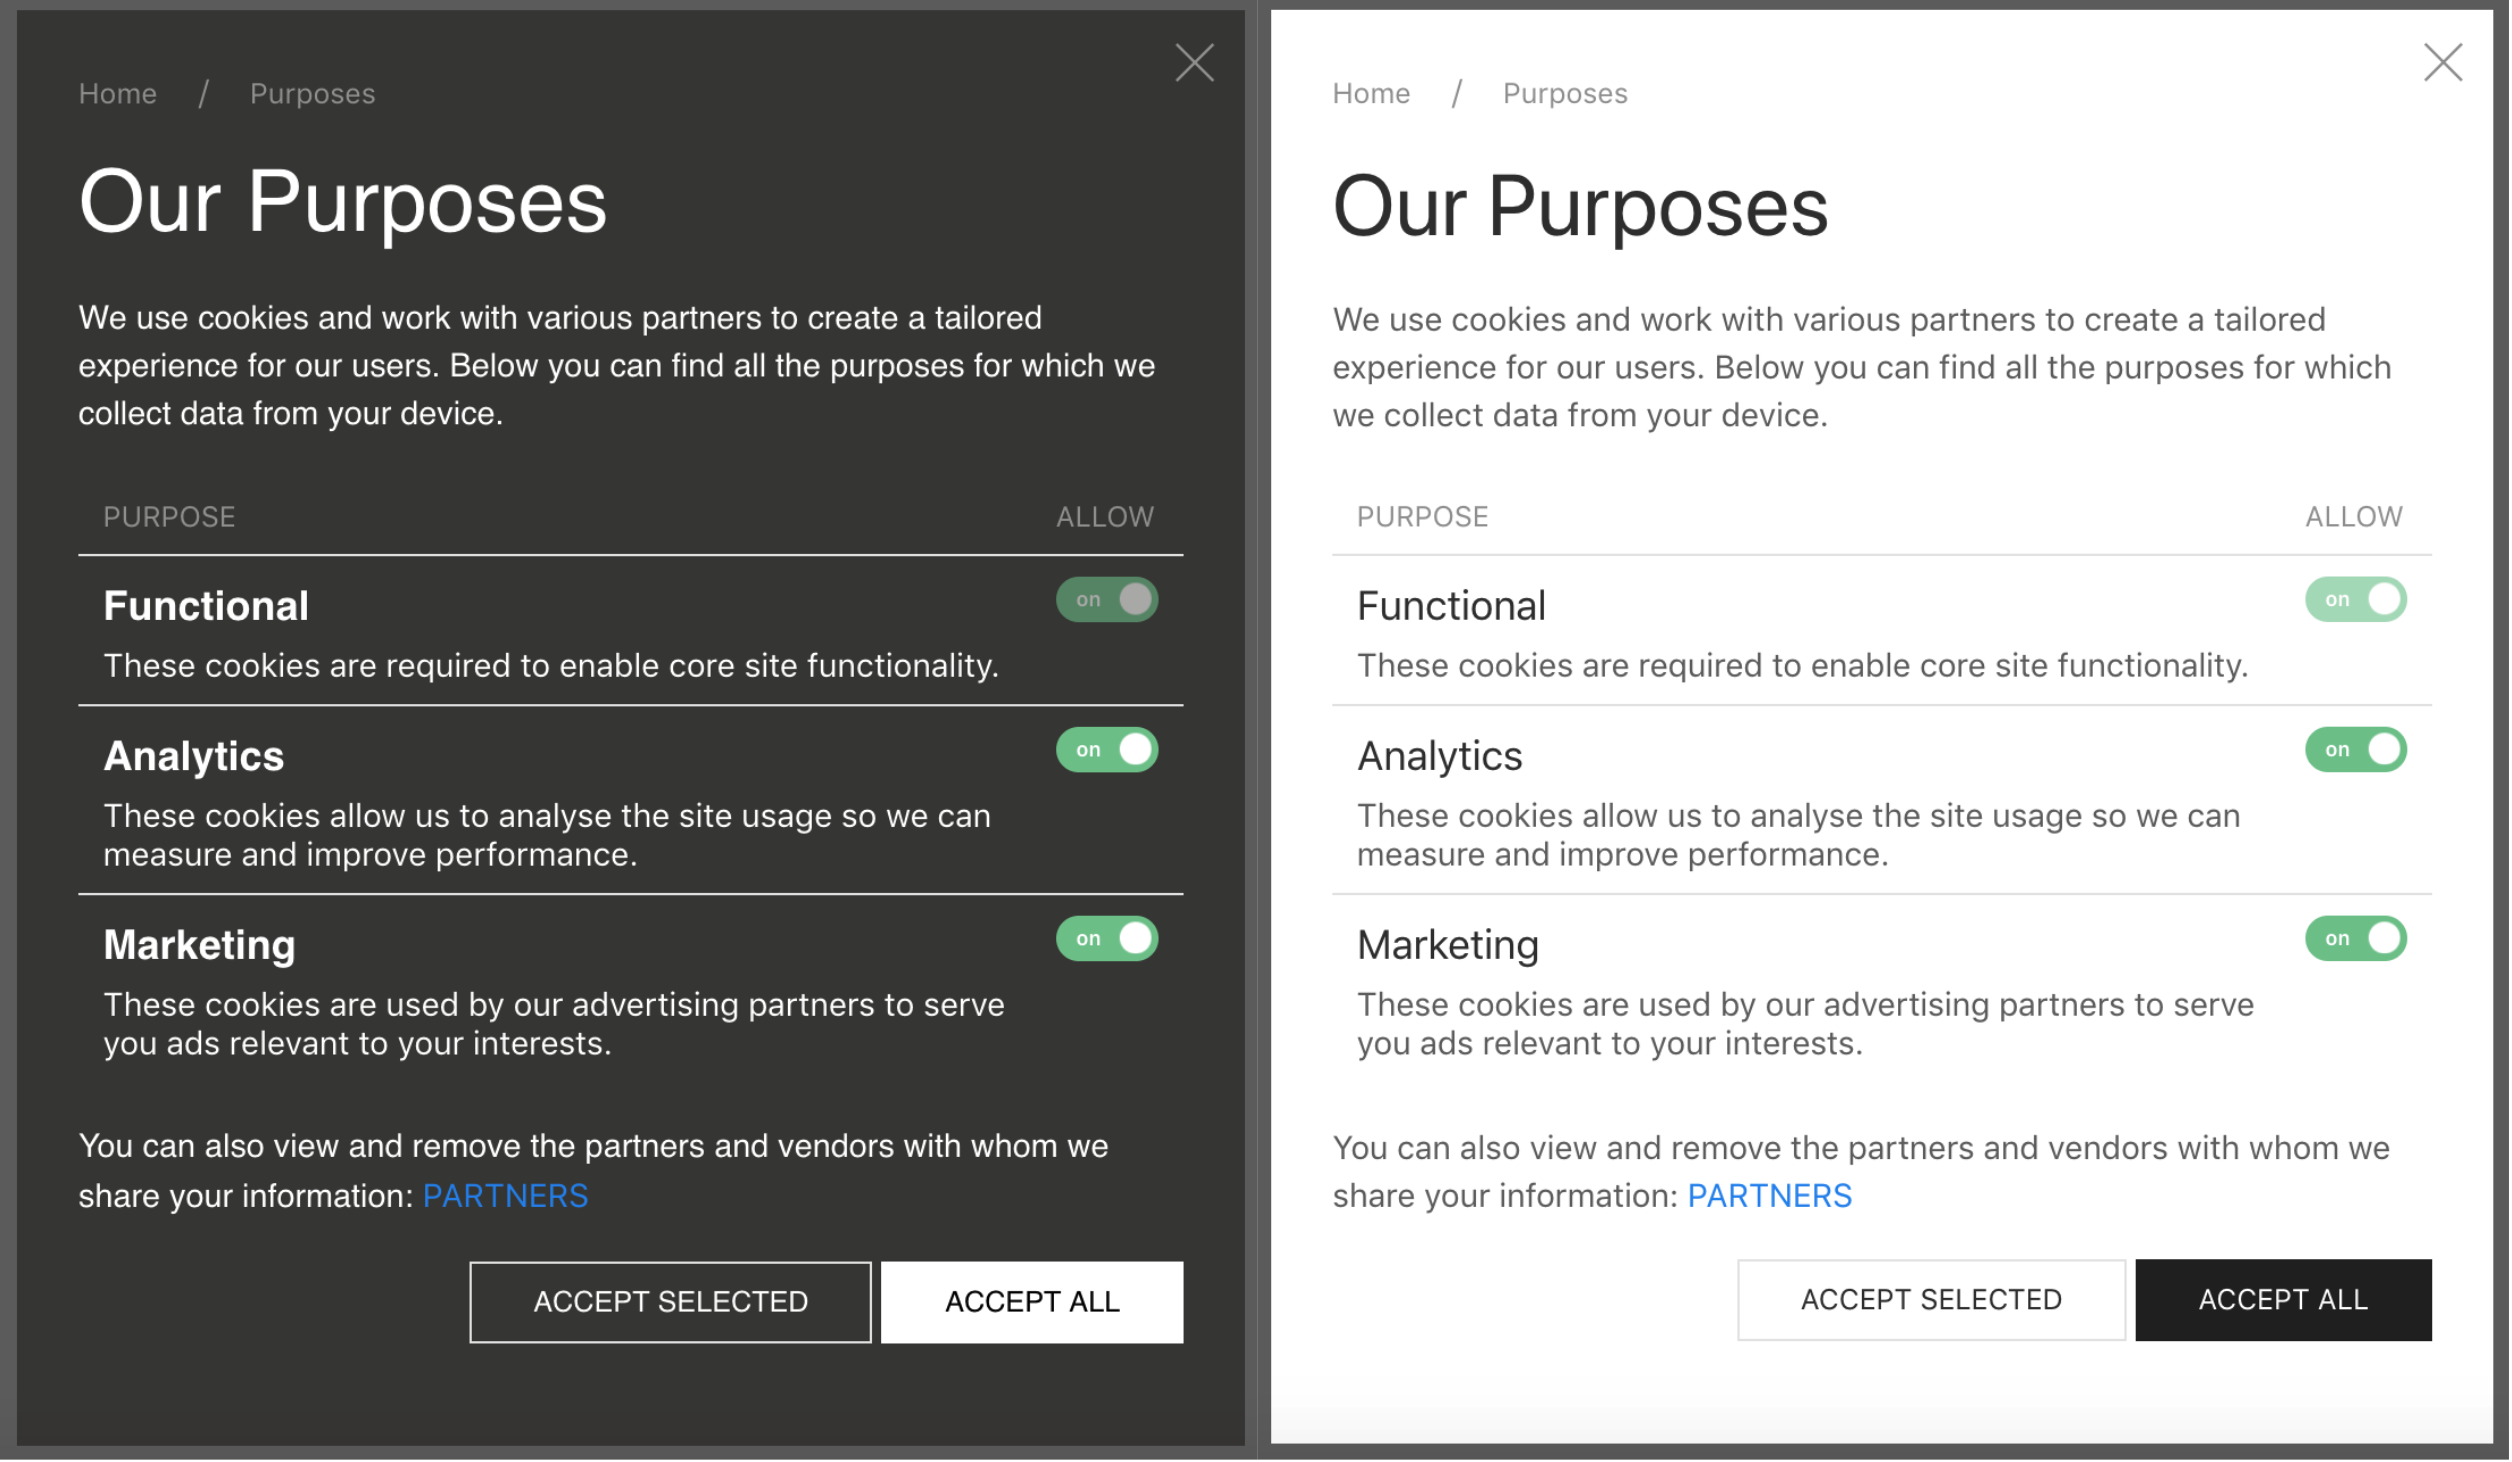 Home / Purposes
Our Purposes
We use cookies and work with various partners to create a tailored
experience for our users. Below you can find all the purposes for which we
collect data from your device.
PURPOSE ALLOW
Functional on
These cookies are required to enable core site functionality.
Analytics on
These cookies allow us to analyse the site usage so we can
measure and improve performance.
Marketing on
These cookies are used by our advertising partners to serve
you ads relevant to your interests.
You can also view and remove the partners and vendors with whom we
share your information: PARTNERS
ACCEPT SELECTED ACCEPT ALL
Home / Purposes
Our Purposes
We use cookies and work with various partners to create a tailored
experience for our users. Below you can find all the purposes for which
we collect data from your device.
PURPOSE ALLOW
Functional on
These cookies are required to enable core site functionality.
Analytics on
These cookies allow us to analyse the site usage so we can
measure and improve performance.
Marketing on
These cookies are used by our advertising partners to serve
you ads relevant to your interests.
You can also view and remove the partners and vendors with whom we
share your information: PARTNERS
ACCEPT SELECTED ACCEPT ALL